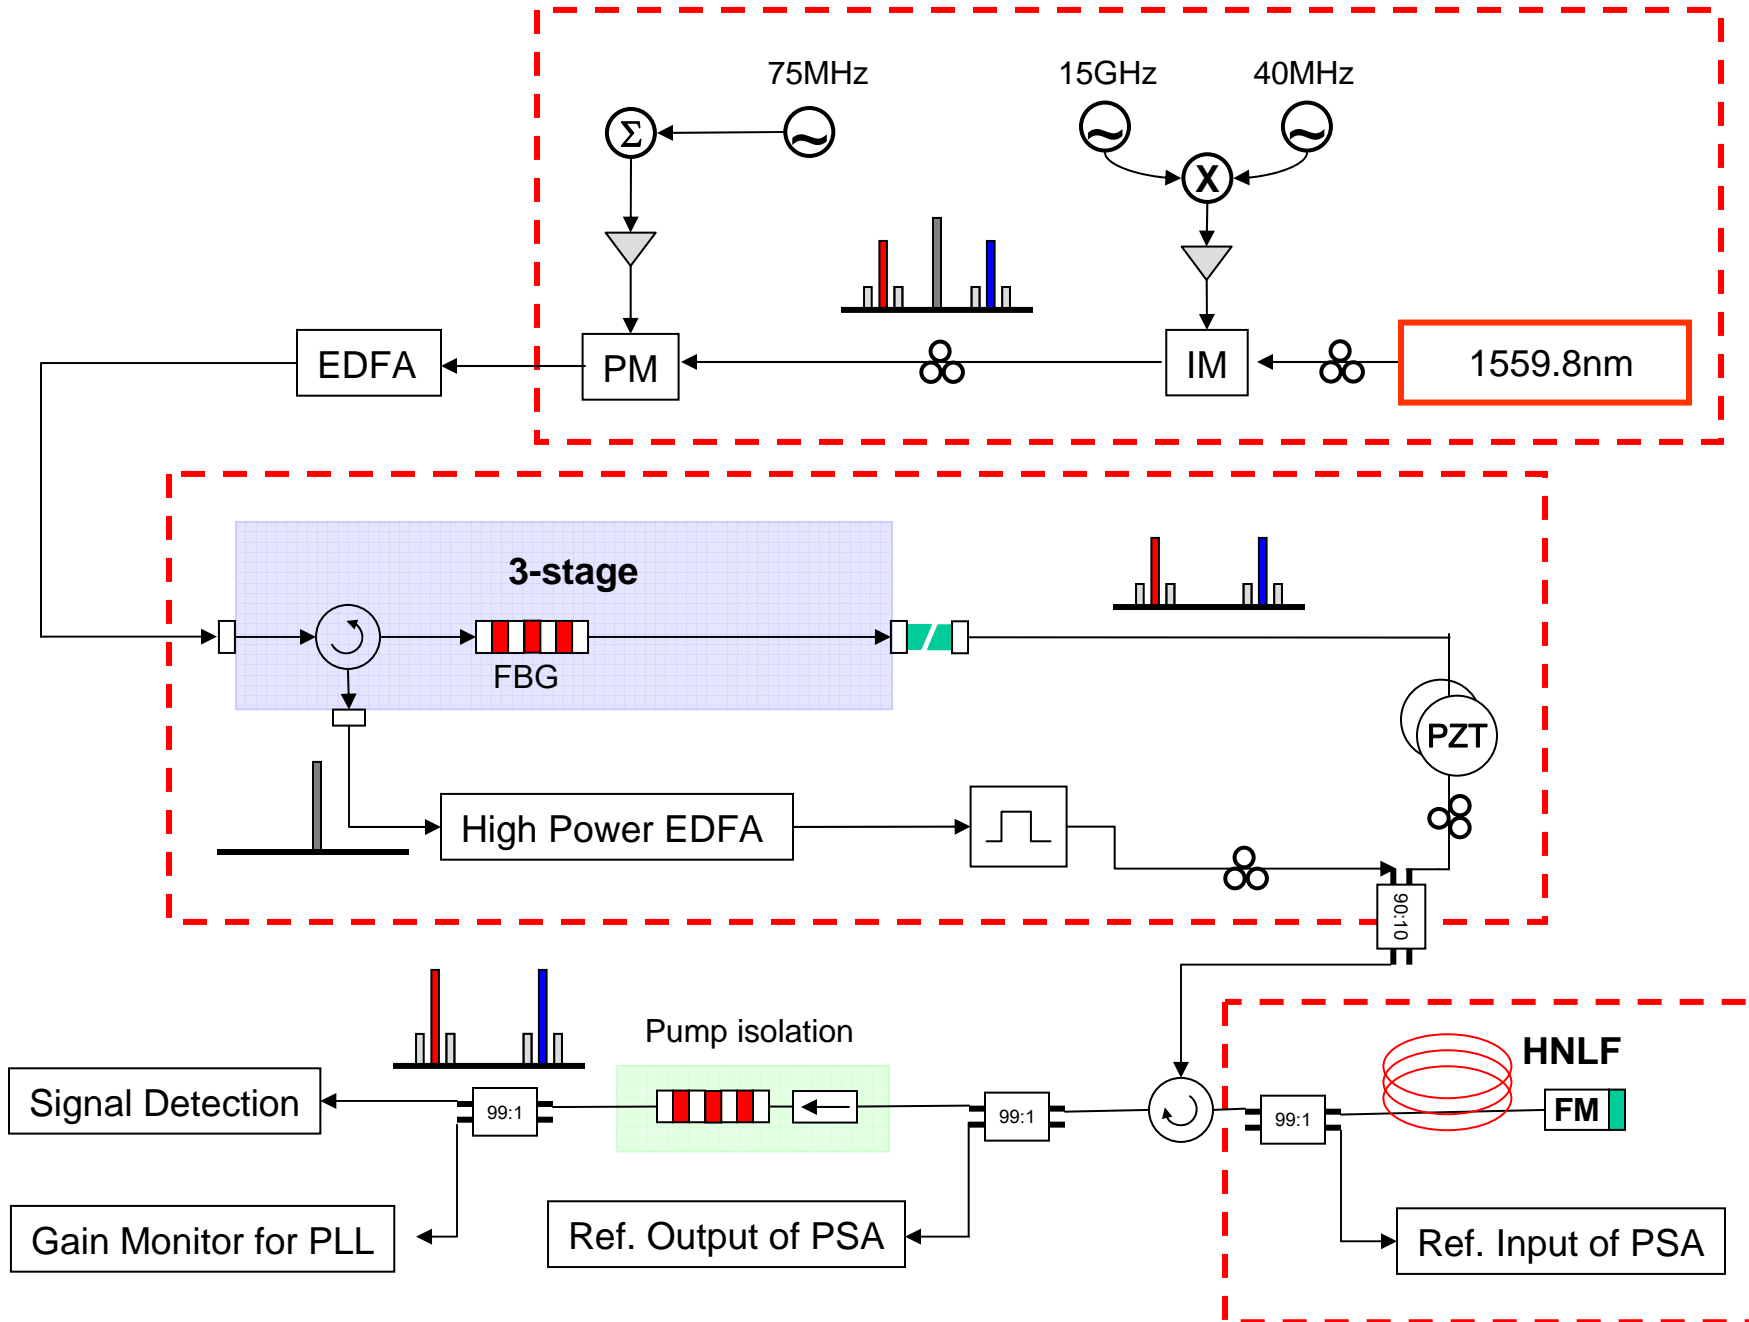 75MHz
15GHz
40MHz
Σ
X
EDFA
PM
IM
1559.8nm
3-stage
FBG
PZT
High Power EDFA
90:10
Pump isolation
HNLF
Signal Detection
99:1
99:1
99:1
FM
Gain Monitor for PLL
Ref. Output of PSA
Ref. Input of PSA